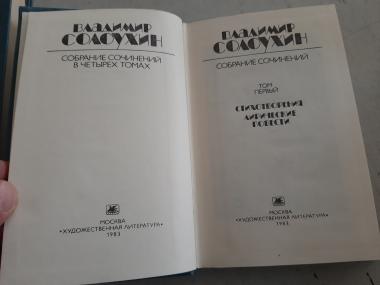 ВЛАДИМИР
СОЛОУХИН
СОБРАНИЕ СОЧИНЕНИЙ
В ЧЕТЫРЕХ ТОМАХ
МОСКВА
«ХУДОЖЕСТВЕННАЯ ЛИТЕРАТУРА»
1983
ВЛАДИМИР
СОЛОУХИН
СОБРАНИЕ СОЧИНЕНИЙ
ТОМ
ПЕРВЫЙ
СТИХОТВОРЕНИЯ
ЛИРИЧЕСКИЕ
ПОВЕСТИ
МОСКВА
«ХУДОЖЕСТВЕННАЯ ЛИТЕРАТУРА»
1983